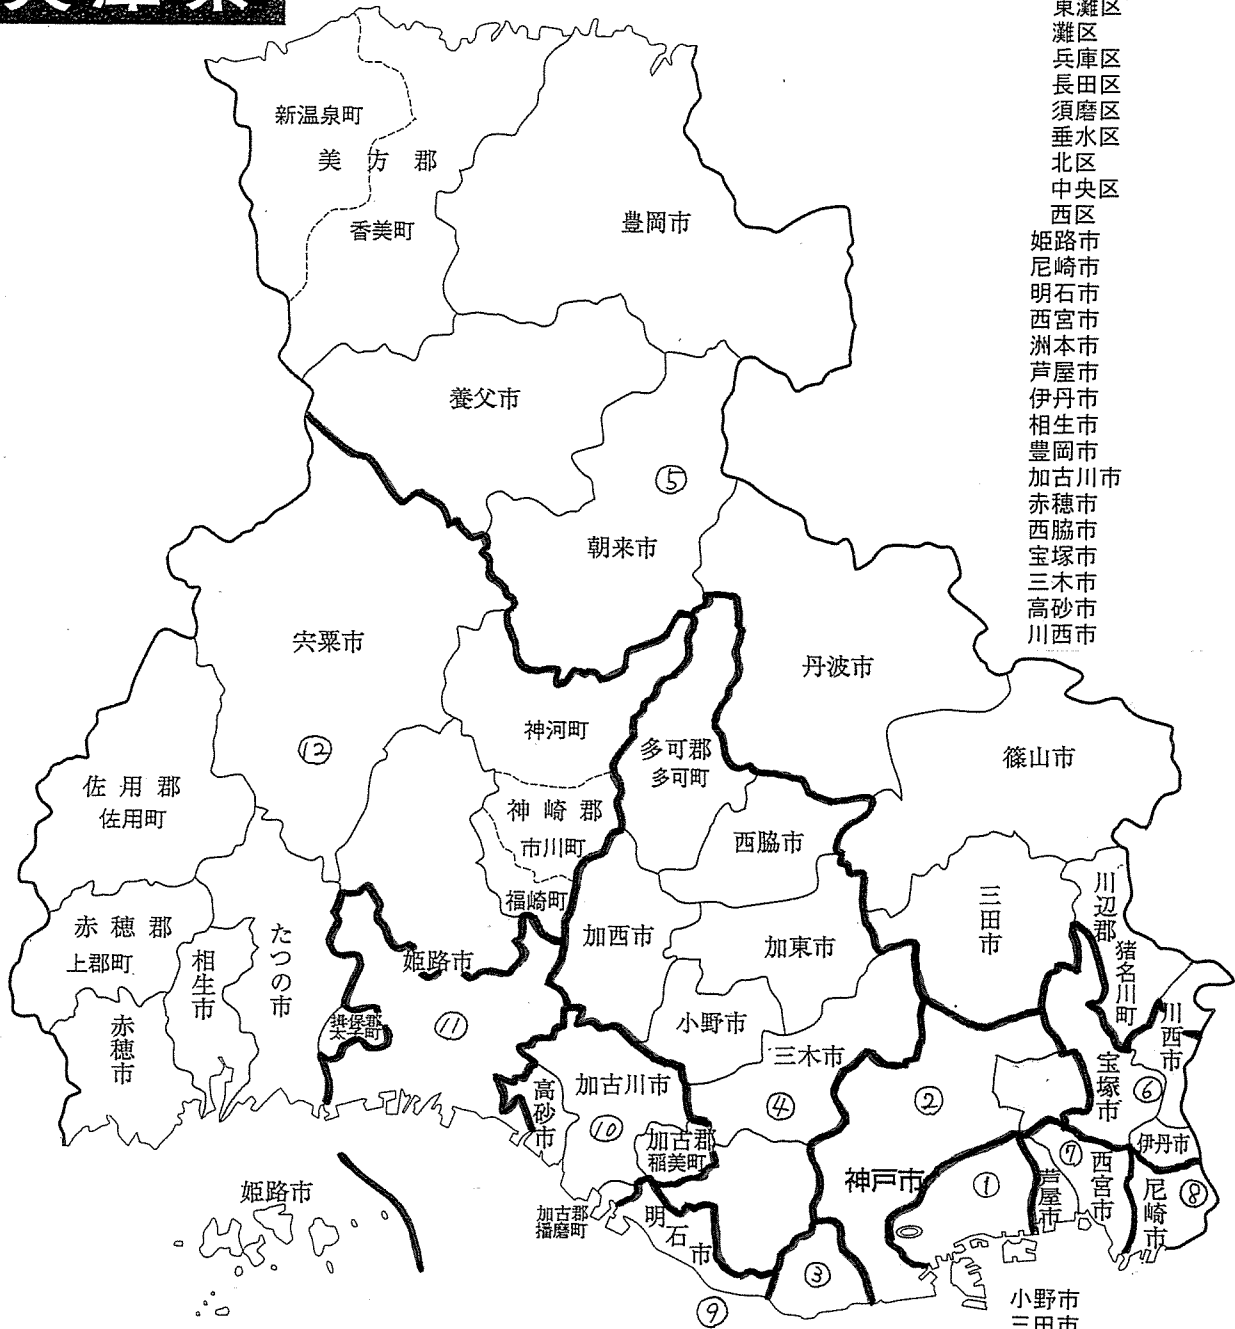 東灘区
灘区
兵庫区
長田区
須磨区
垂水区
北区
中央区
西区
姫路市
尼崎市
明石市
西宮市
洲本市
芦屋市
伊丹市
相生市
豊岡市
加古川市
赤穂市
西脇市
宝塚市
三木市
高砂市
川西市
新温泉町
美方郡
香美町
豊岡市
養父市
⑤
朝来市
宍粟市
丹波市
神河町
⑫
多可郡
多可町
篠山市
佐用郡
佐用町
神崎郡
市川町
西脇市
福崎町
三田市
川辺郡
猪名川町
赤穂郡
上郡町
相生市
たつの市
姫路市
加西市
加東市
川西市
赤穂市
揖保郡
太子町
⑪
小野市
三木市
宝塚市
⑥
高砂市
加古川市
⑩
④
②
加古郡
稲美町
伊丹市
⑦
西宮市
芦屋市
①
神戸市
尼崎市
⑧
姫路市
加古郡
播磨町
明石市
③
⑨
小野市
三田市